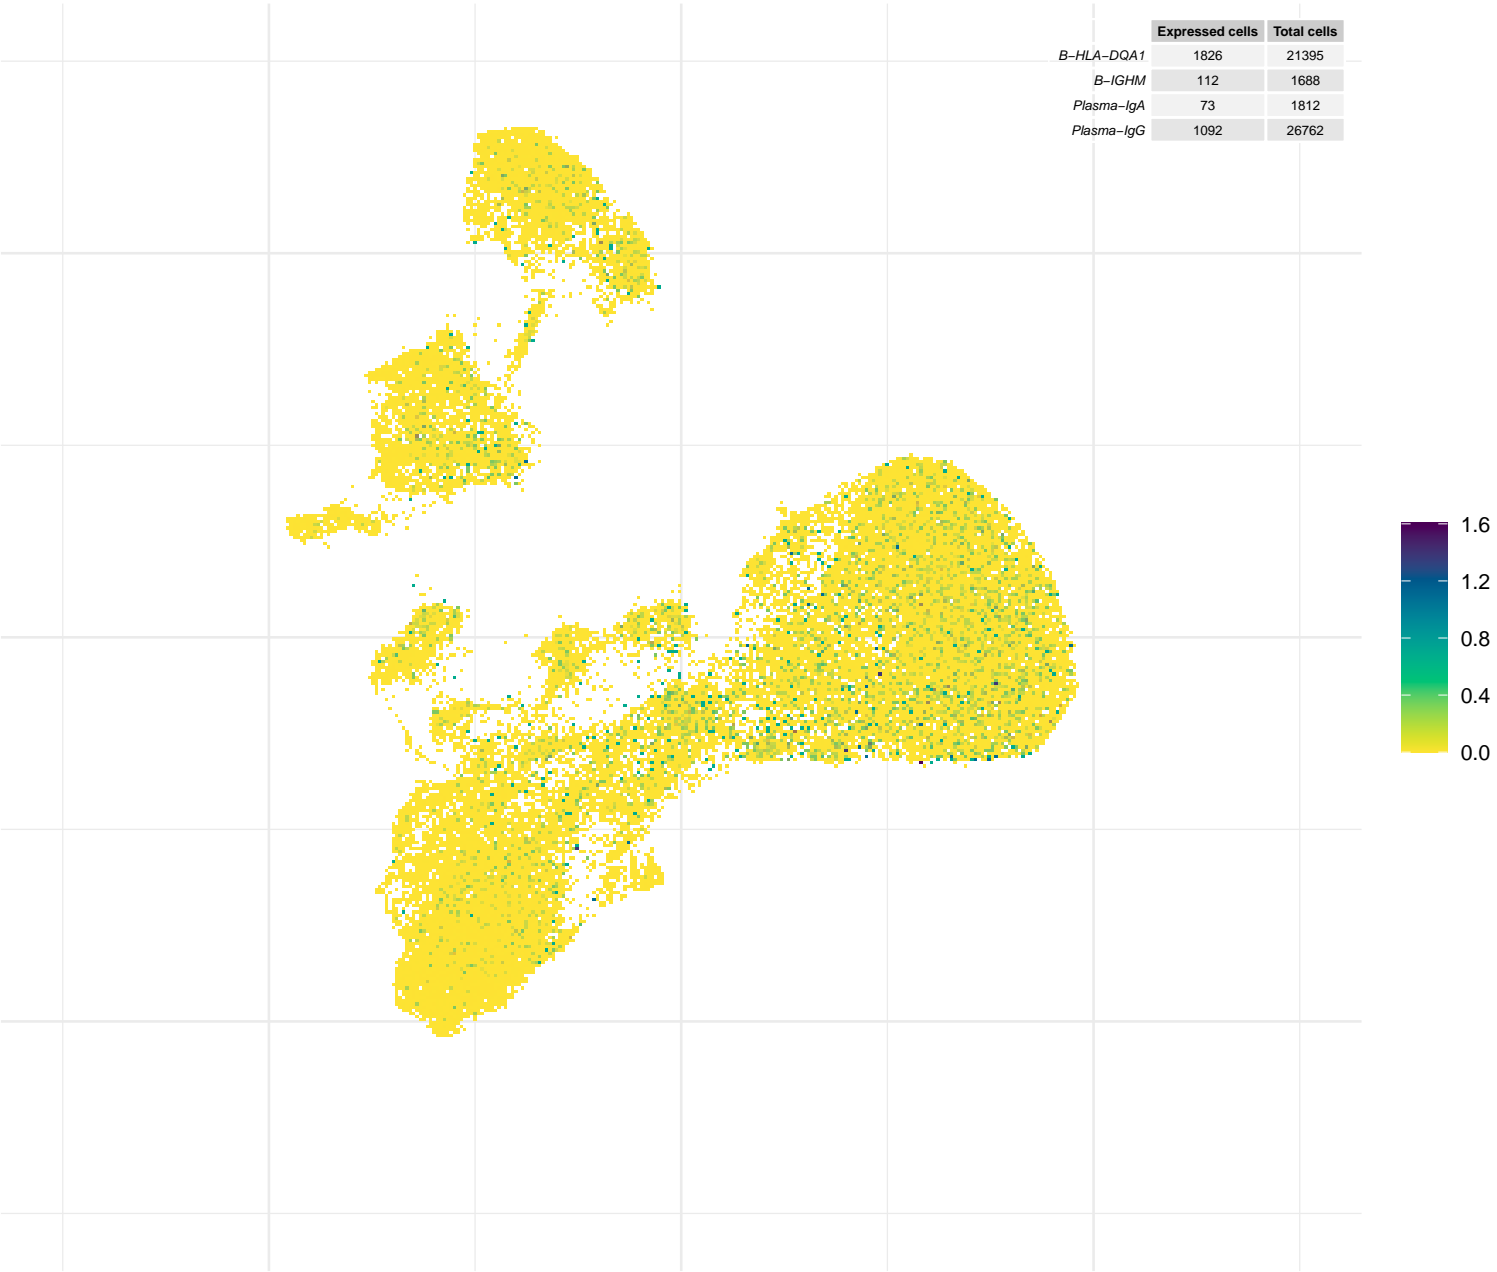 Expressed cells Total cells
B−HLA−DQA1 1826 21395
B−IGHM 112 1688
Plasma−IgA 73 1812
Plasma−IgG 1092 26762
1.6
1.2
0.8
0.4
0.0